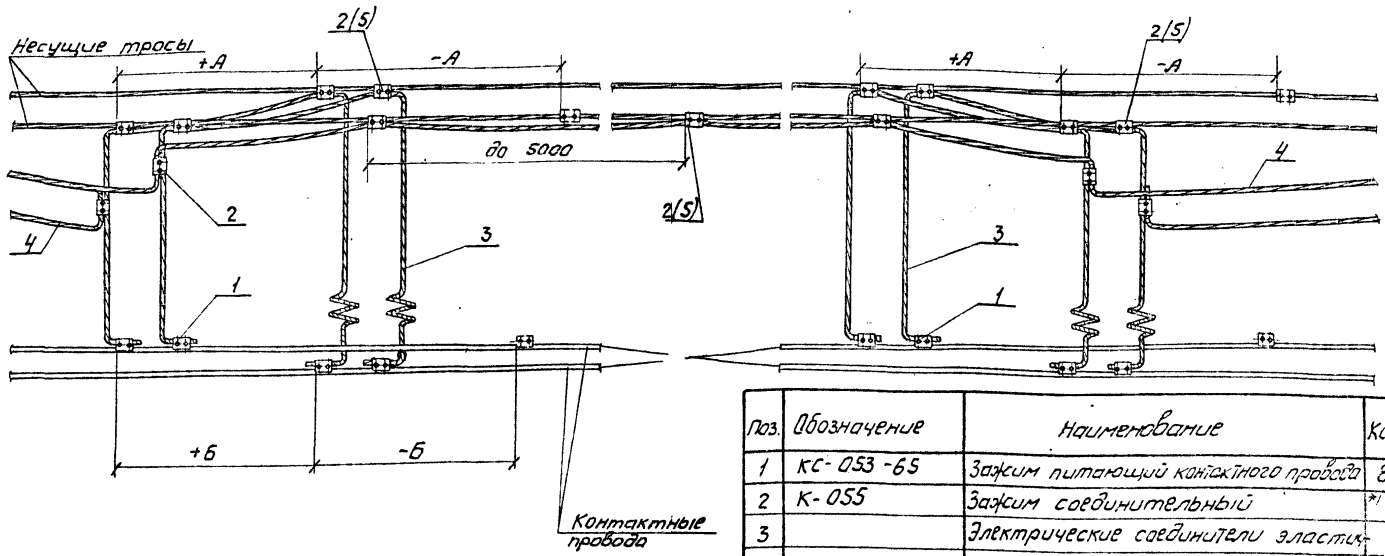 Несущие тросы
+А
2(5)
-А
+А
2(5)
-А
до 5000
2(5)
4
2
3
1
4
3
1
+Б
-Б
Контактные
провода
Поз. Обозначение Наименование
1 КС-053-65 Зажим питающий контактного провода 8
2 К-055 Зажим соединительный *1
3 Электрические соединители эластич